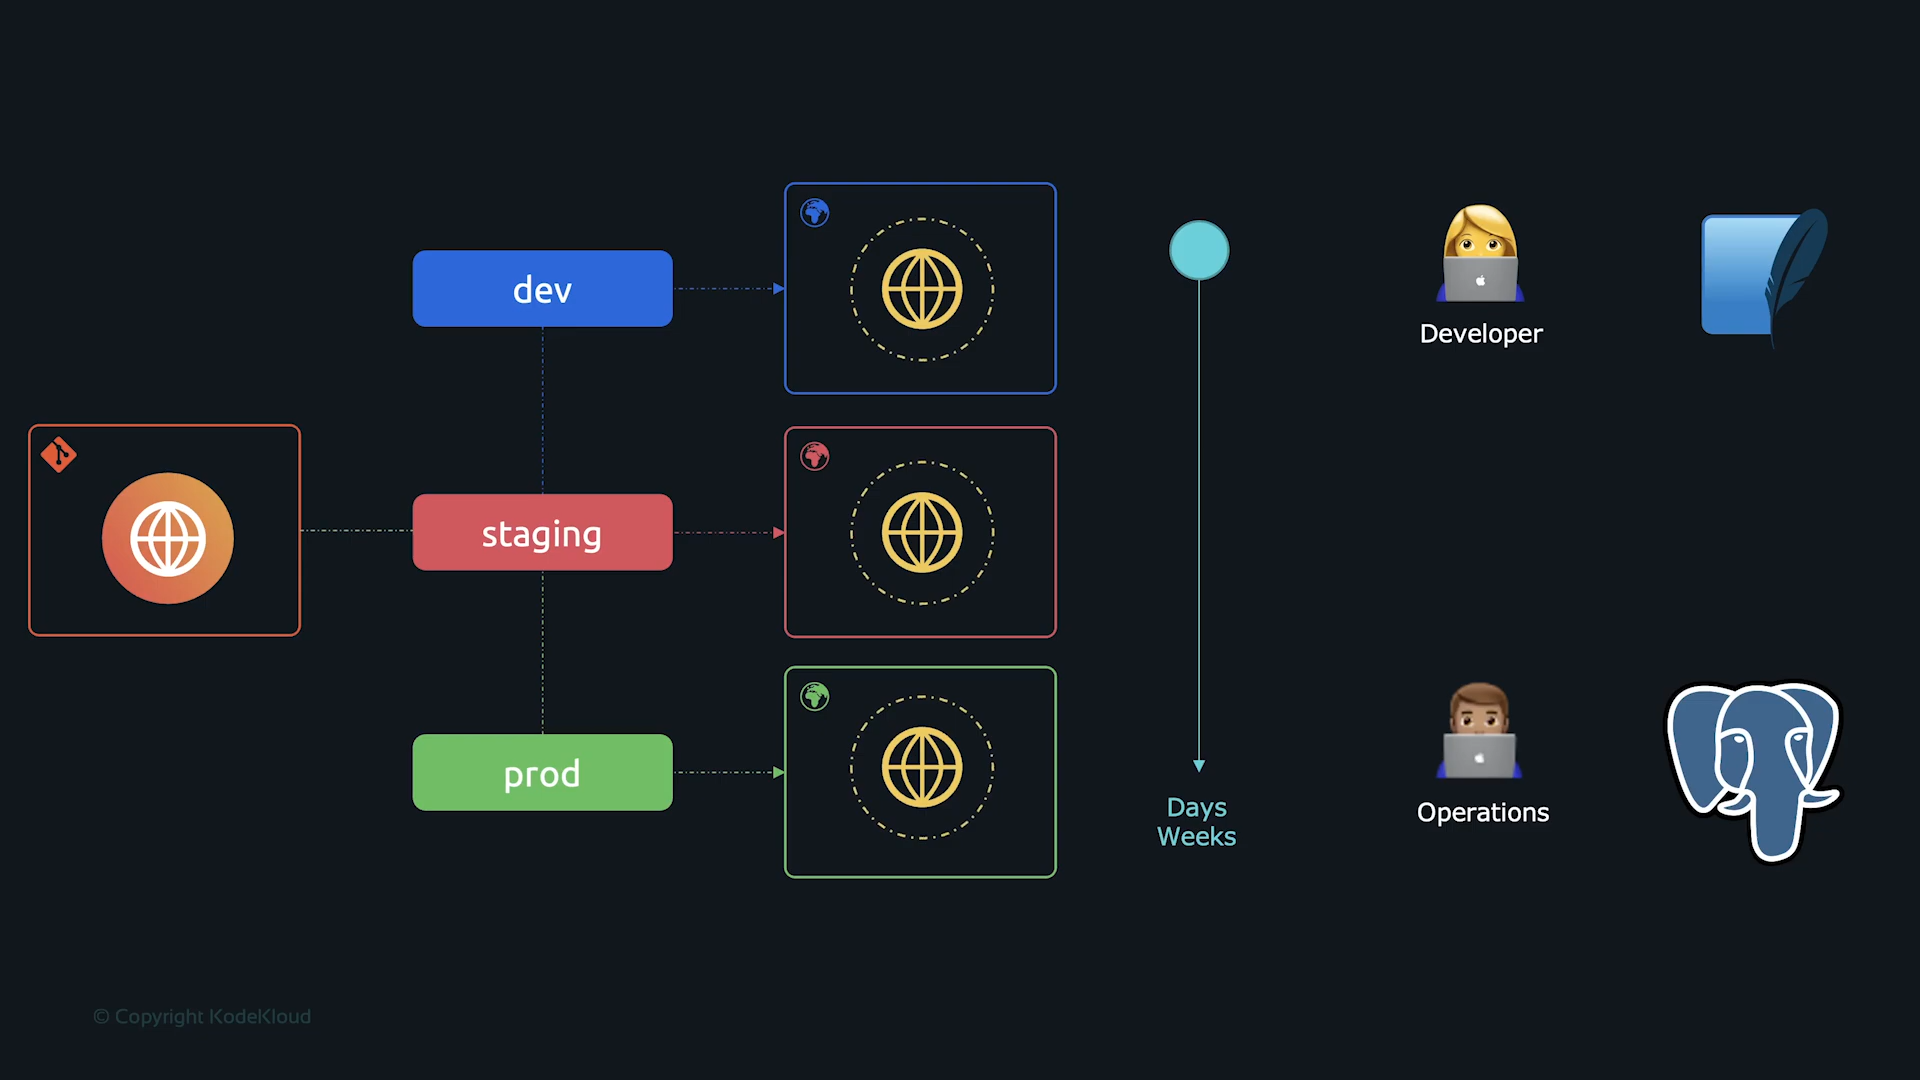 dev
Developer
staging
prod
Days
Weeks
Operations
© Copyright KodeKloud